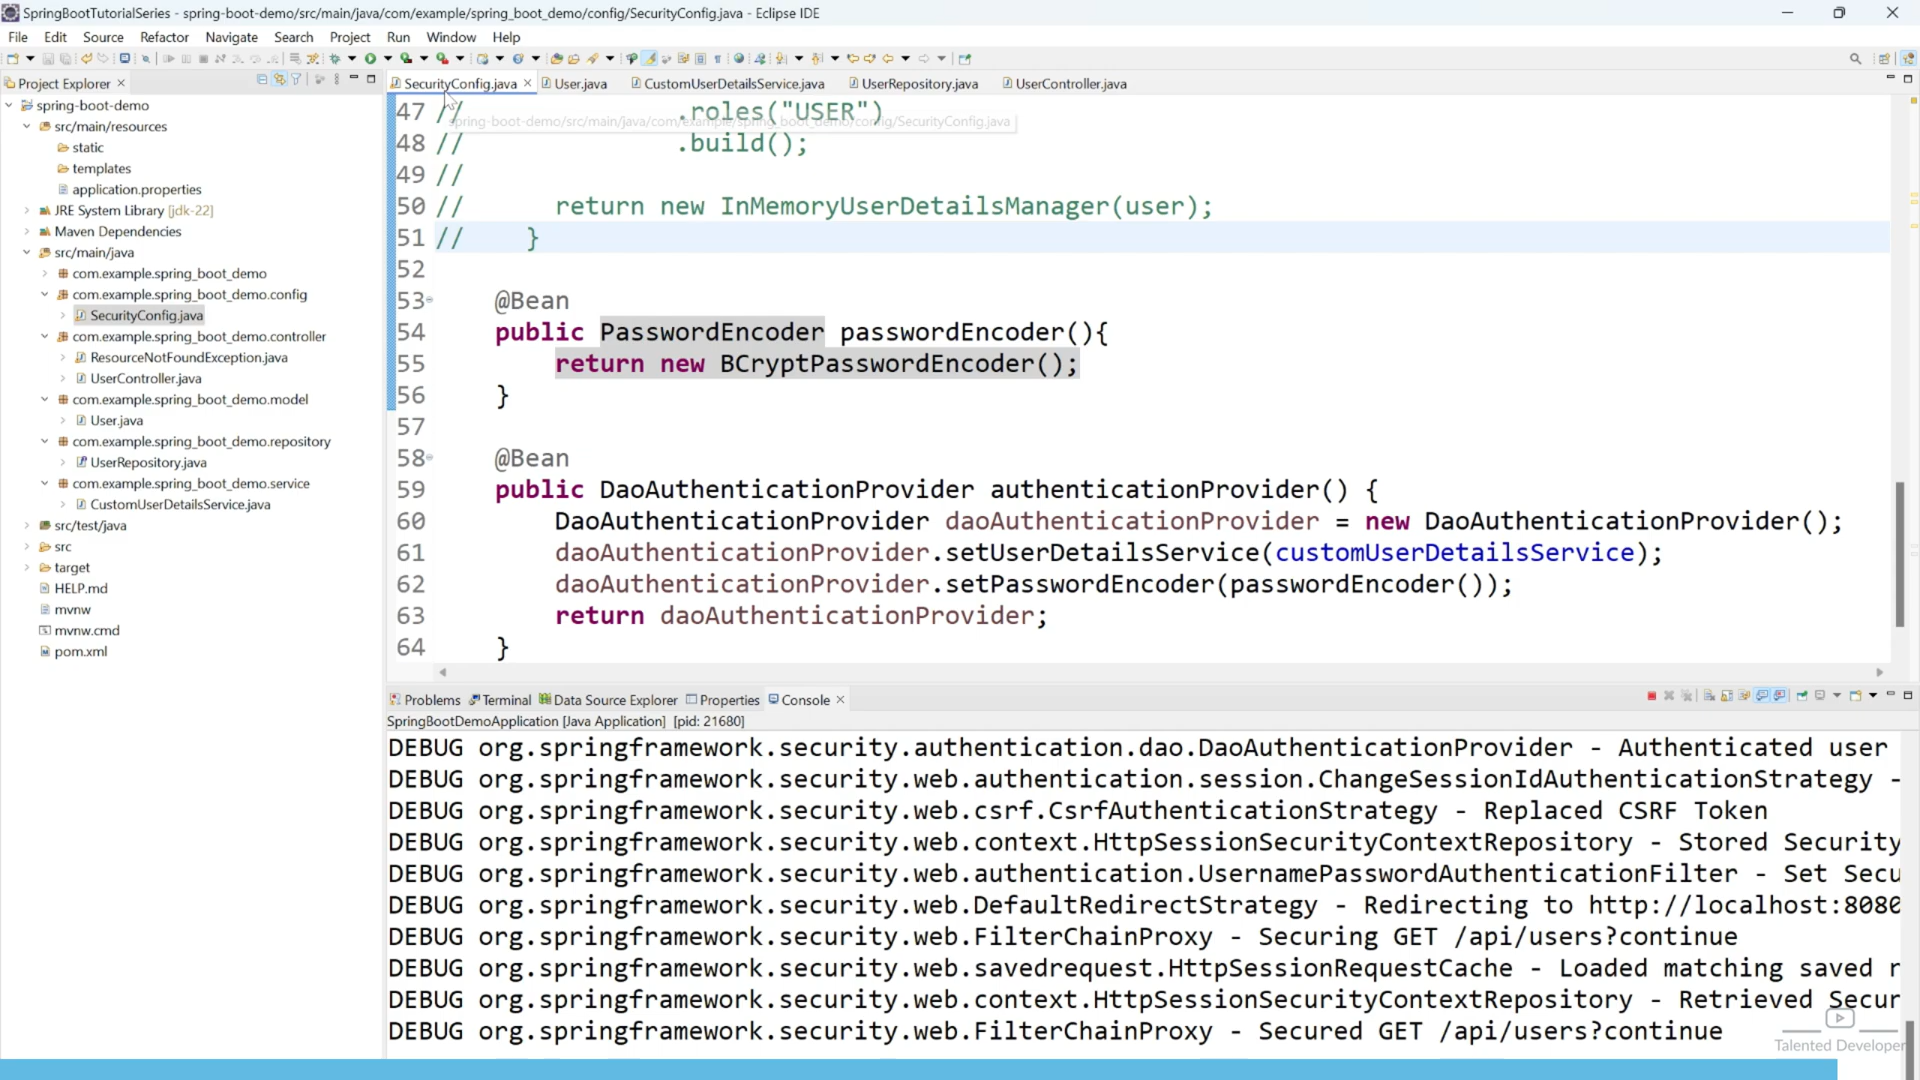 SpringBootTutorialSeries - spring-boot-demo/src/main/java/com/example/spring_boot_demo/config/SecurityConfig.java - Eclipse IDE
File Edit Source Refactor Navigate Search Project Run Window Help
Project Explorer
spring-boot-demo
src/main/resources
static
templates
application.properties
JRE System Library [jdk-22]
Maven Dependencies
src/main/java
com.example.spring_boot_demo
com.example.spring_boot_demo.config
SecurityConfig.java
com.example.spring_boot_demo.controller
ResourceNotFoundException.java
UserController.java
com.example.spring_boot_demo.model
User.java
com.example.spring_boot_demo.repository
UserRepository.java
com.example.spring_boot_demo.service
CustomUserDetailsService.java
src/test/java
src
target
HELP.md
mvnw
mvnw.cmd
pom.xml
SecurityConfig.java User.java CustomUserDetailsService.java UserRepository.java UserController.java
47 // .roles("USER")
spring-boot-demo/src/main/java/com/example/spring_boot_demo/config/SecurityConfig.java
48 // .build();
49 //
50 // return new InMemoryUserDetailsManager(user);
51 // }
52
53 @Bean
54 public PasswordEncoder passwordEncoder(){
55 return new BCryptPasswordEncoder();
56 }
57
58 @Bean
59 public DaoAuthenticationProvider authenticationProvider() {
60 DaoAuthenticationProvider daoAuthenticationProvider = new DaoAuthenticationProvider();
61 daoAuthenticationProvider.setUserDetailsService(customUserDetailsService);
62 daoAuthenticationProvider.setPasswordEncoder(passwordEncoder());
63 return daoAuthenticationProvider;
64 }
Problems Terminal Data Source Explorer Properties Console
SpringBootDemoApplication [Java Application] [pid: 21680]
DEBUG org.springframework.security.authentication.dao.DaoAuthenticationProvider - Authenticated user
DEBUG org.springframework.security.web.authentication.session.ChangeSessionIdAuthenticationStrategy -
DEBUG org.springframework.security.web.csrf.CsrfAuthenticationStrategy - Replaced CSRF Token
DEBUG org.springframework.security.web.context.HttpSessionSecurityContextRepository - Stored Security
DEBUG org.springframework.security.web.authentication.UsernamePasswordAuthenticationFilter - Set Secu
DEBUG org.springframework.security.web.DefaultRedirectStrategy - Redirecting to http://localhost:8080
DEBUG org.springframework.security.web.FilterChainProxy - Securing GET /api/users?continue
DEBUG org.springframework.security.web.savedrequest.HttpSessionRequestCache - Loaded matching saved r
DEBUG org.springframework.security.web.context.HttpSessionSecurityContextRepository - Retrieved Secur
DEBUG org.springframework.security.web.FilterChainProxy - Secured GET /api/users?continue
Talented Developer